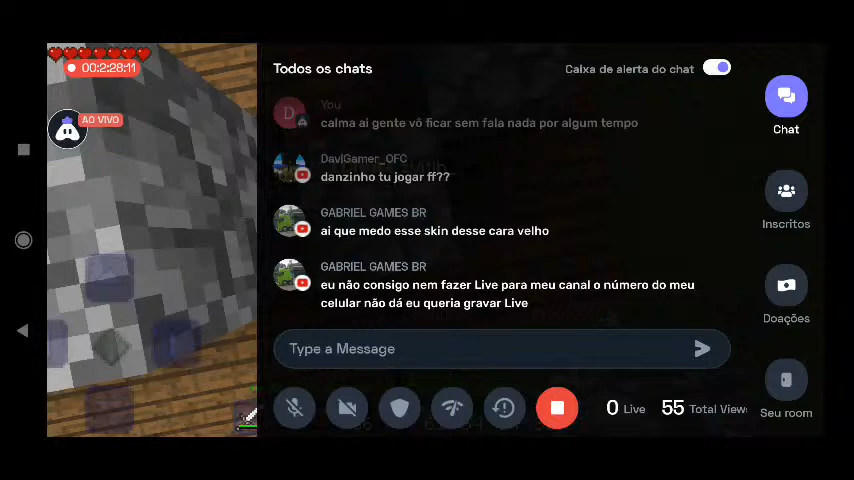 00:2:28:11
AO VIVO
Todos os chats
Caixa de alerta do chat
D
You
calma ai gente vô ficar sem fala nada por algum tempo
DavlGamer_OFC
danzinho tu jogar ff??
GABRIEL GAMES BR
ai que medo esse skin desse cara velho
GABRIEL GAMES BR
eu não consigo nem fazer Live para meu canal o número do meu
celular não dá eu queria gravar Live
Type a Message
0 Live
55 Total View
Chat
Inscritos
Doações
Seu room